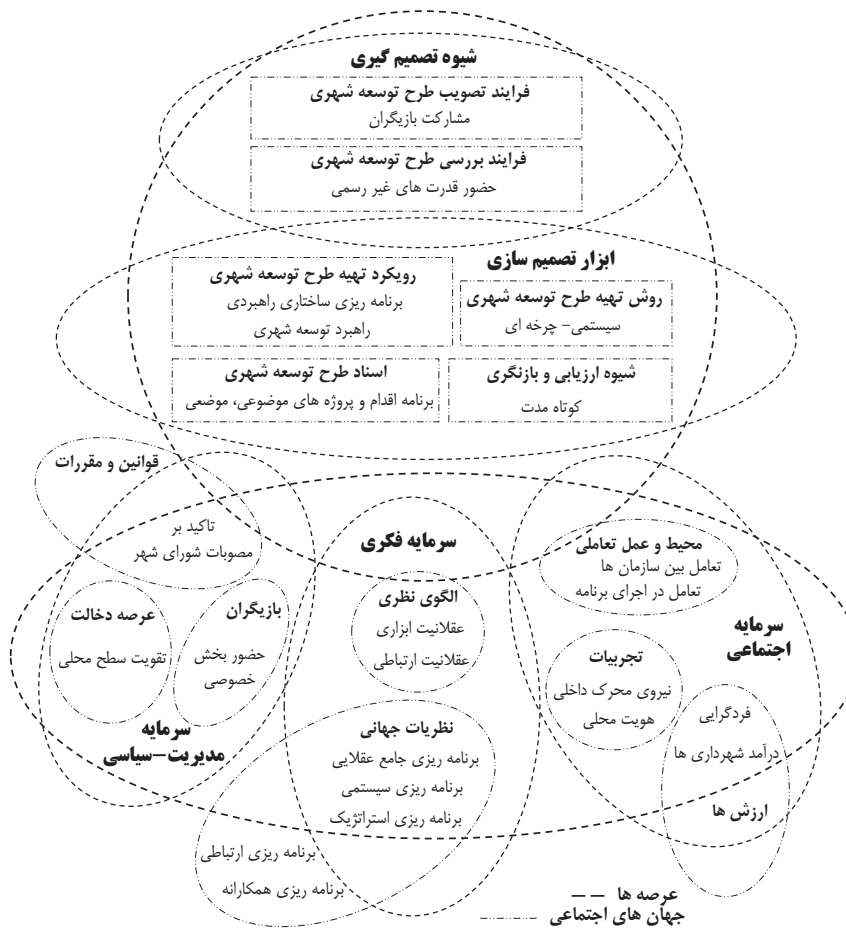 شیوه تصمیم گیری
فرایند تصویب طرح توسعه شهری
مشارکت بازیگران
فرایند بررسی طرح توسعه شهری
حضور قدرت های غیر رسمی
ابزار تصمیم سازی
روش تهیه طرح توسعه شهری
سیستمی- چرخه ای
رویکرد تهیه طرح توسعه شهری
برنامه ریزی ساختاری راهبردی
راهبرد توسعه شهری
شیوه ارزیابی و بازنگری
کوتاه مدت
اسناد طرح توسعه شهری
برنامه اقدام و پروژه های موضوعی، موضعی
سرمایه اجتماعی
محیط و عمل تعاملی
تعامل بین سازمان ها
تعامل در اجرای برنامه
تجربیات
نیروی محرک داخلی
هویت محلی
فردگرایی
درآمد شهرداری ها
ارزش ها
سرمایه فکری
الگوی نظری
عقلانیت ابزاری
عقلانیت ارتباطی
نظریات جهانی
برنامه ریزی جامع عقلایی
برنامه ریزی سیستمی
برنامه ریزی استراتژیک
برنامه ریزی ارتباطی
برنامه ریزی همکارانه
قوانین و مقررات
تاکید بر
مصوبات شورای شهر
بازیگران
حضور بخش
خصوصی
عرصه دخالت
تقویت سطح محلی
سرمایه
مدیریت-سیاسی
عرصه ها
جهان های اجتماعی